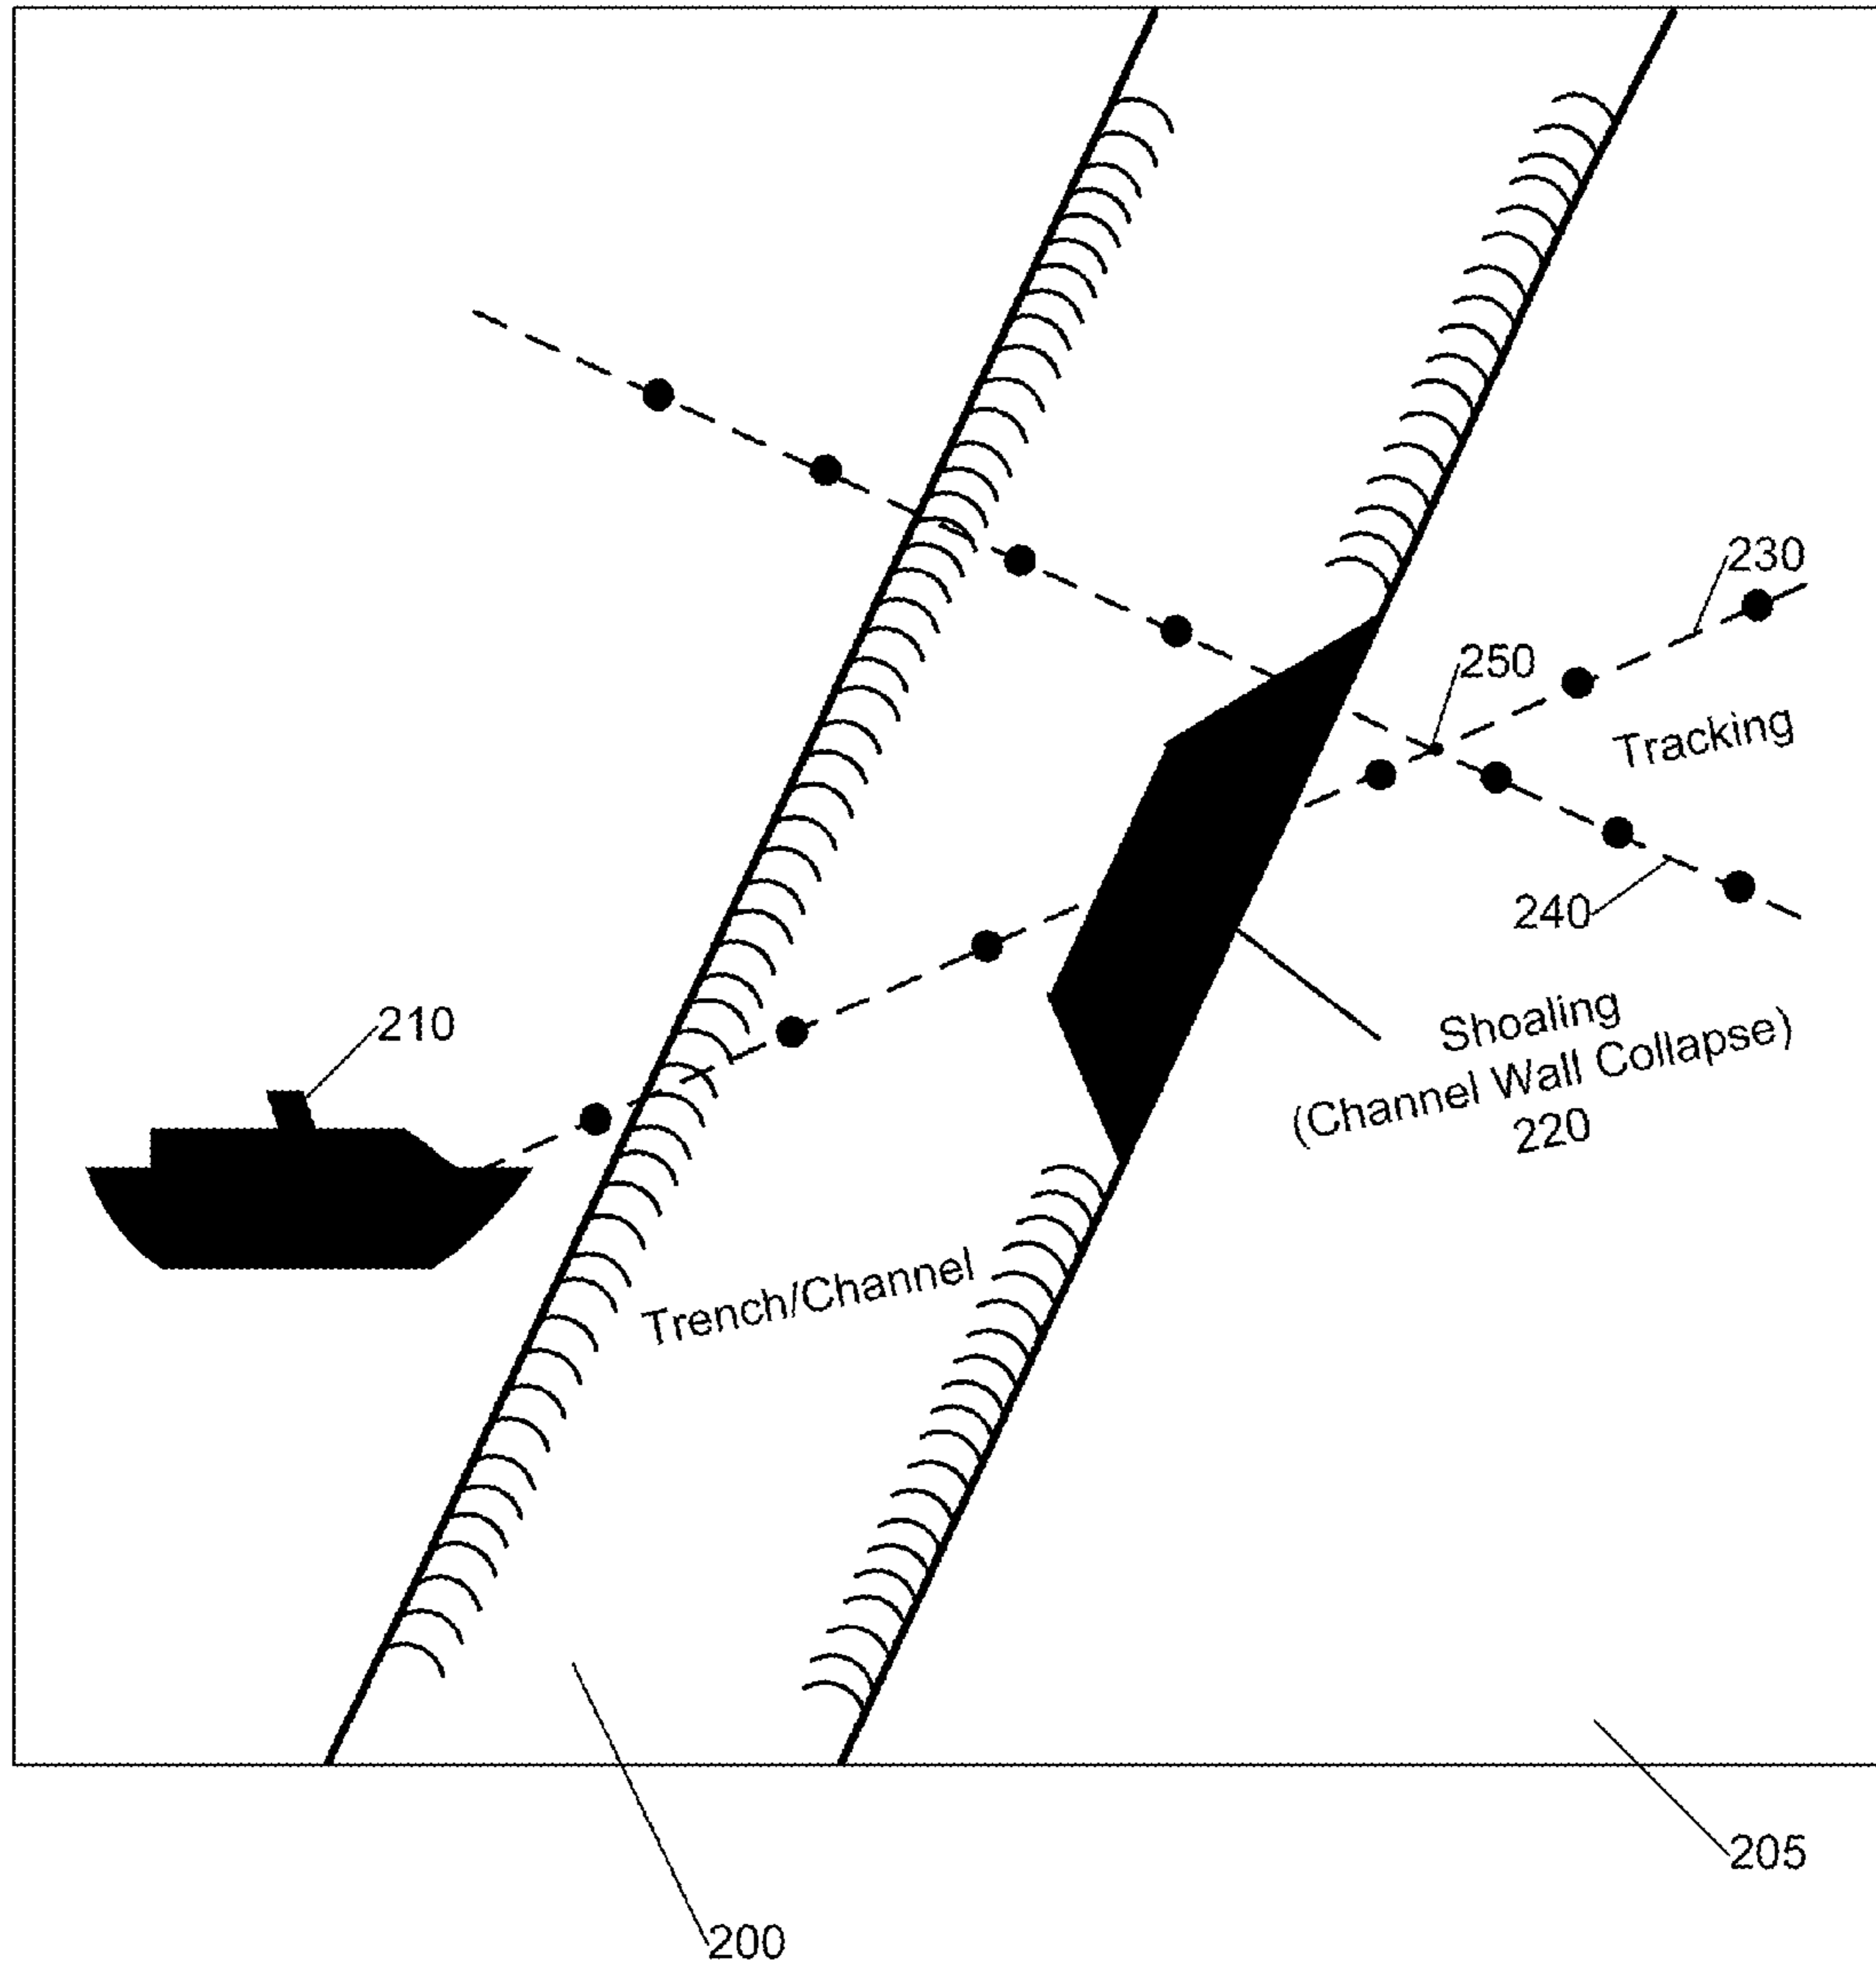 230
250
Tracking
240
210
Shoaling
(Channel Wall Collapse)
220
Trench/Channel
205
200